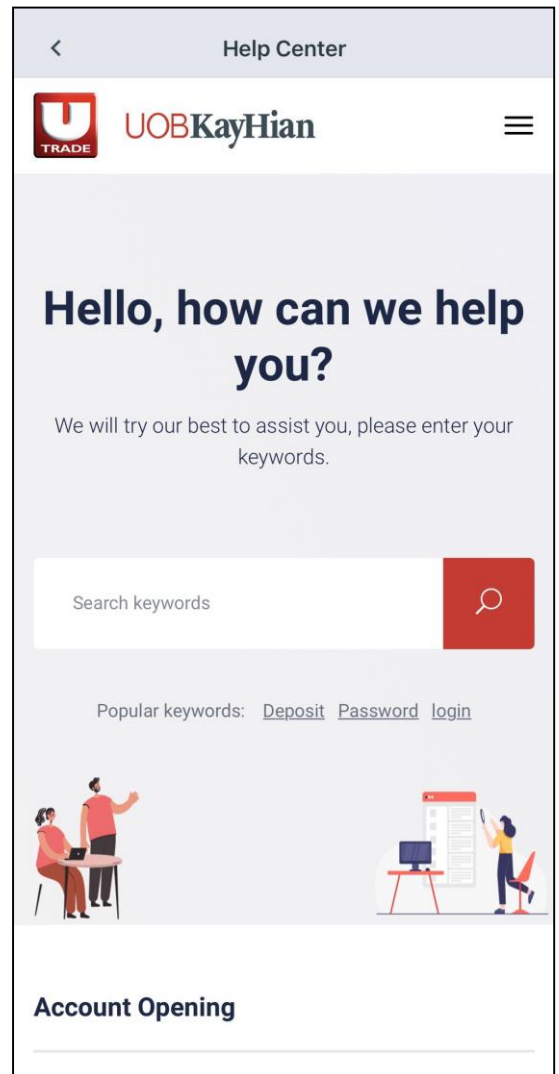 Help Center
U
TRADE
UOBKayHian
Hello, how can we help
you?
We will try our best to assist you, please enter your
keywords.
Search keywords
Popular keywords: Deposit Password login
Account Opening